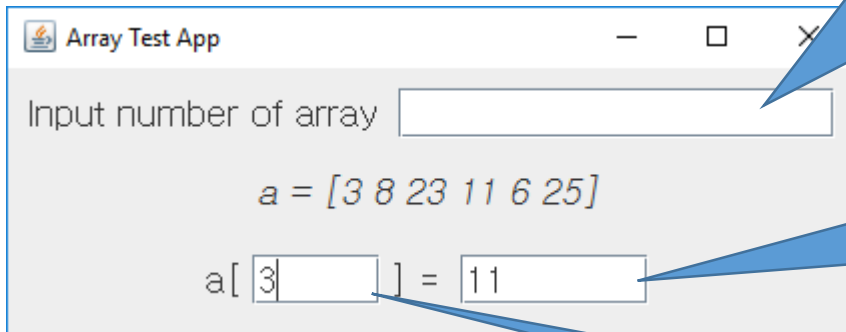 Array Test App
Input number of array
a = [3 8 23 11 6 25]
a[ 3 ] = 11